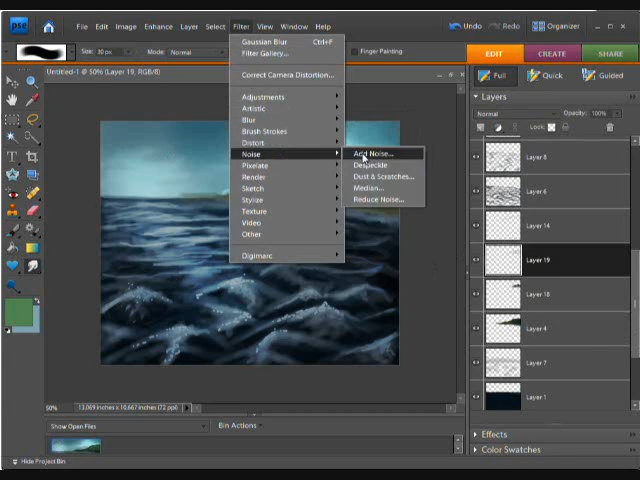 pse File Edit Image Enhance Layer Select Filter View Window Help Undo Redo Organizer
Size: 30 px Mode: Normal Finger Painting EDIT CREATE SHARE
Untitled-1 @ 50% (Layer 19, RGB/8)
Full Quick Guided
Gaussian Blur Ctrl+F
Filter Gallery...
Correct Camera Distortion...
Adjustments
Artistic
Blur
Brush Strokes
Distort
Noise
Pixelate
Render
Sketch
Stylize
Texture
Video
Other
Digimarc
Add Noise...
Despeckle
Dust & Scratches...
Median...
Reduce Noise...
Layers
Normal Opacity: 100%
Lock:
Layer 8
Layer 6
Layer 14
Layer 19
Layer 18
Layer 4
Layer 7
Layer 1
Effects
Color Swatches
50% 13.069 inches x 10.667 inches (72 ppi)
Show Open Files Bin Actions
Hide Project Bin